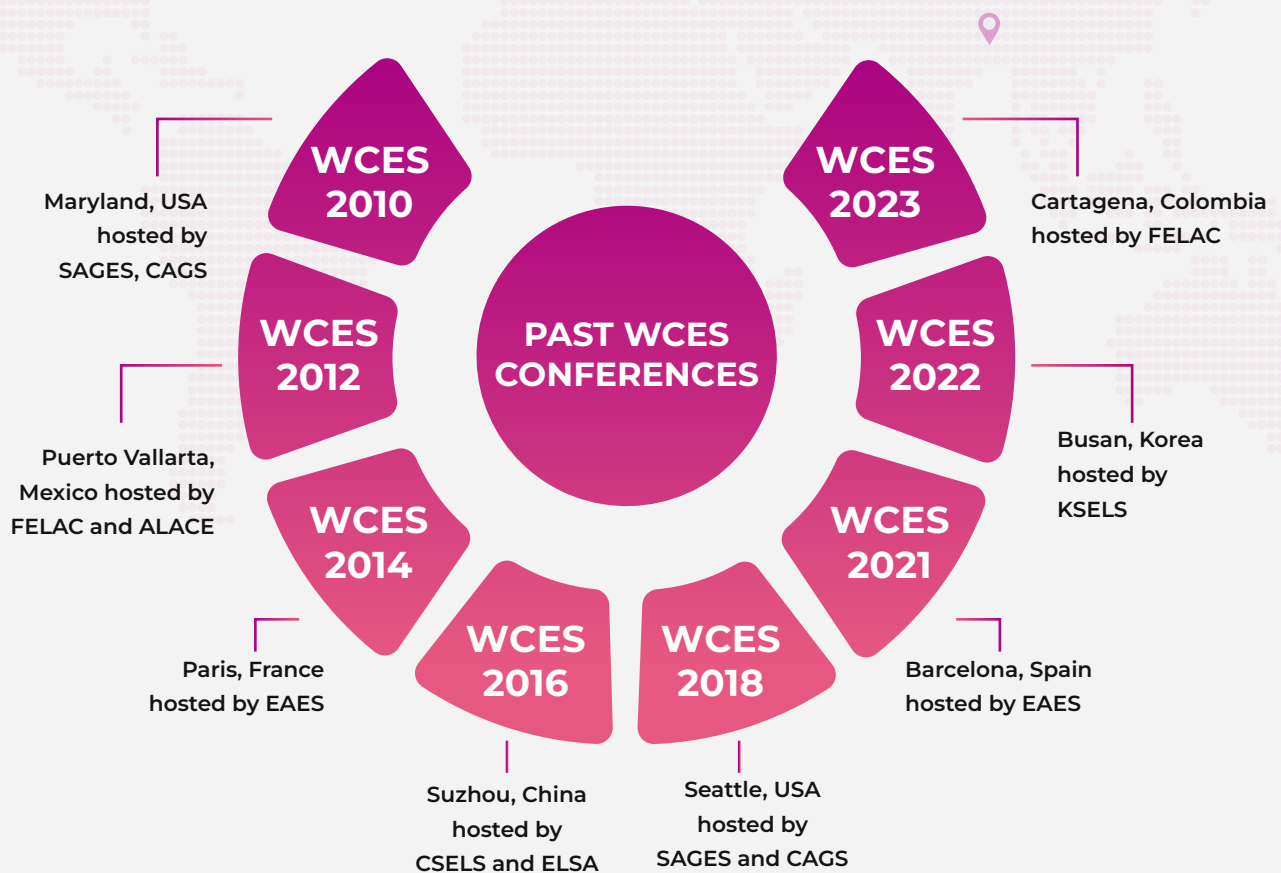 PAST WCES
CONFERENCES
WCES
2010
Maryland, USA
hosted by
SAGES, CAGS
WCES
2012
Puerto Vallarta,
Mexico hosted by
FELAC and ALACE
WCES
2014
Paris, France
hosted by EAES
WCES
2016
Suzhou, China
hosted by
CSELS and ELSA
WCES
2018
Seattle, USA
hosted by
SAGES and CAGS
WCES
2021
Barcelona, Spain
hosted by EAES
WCES
2022
Busan, Korea
hosted by
KSELS
WCES
2023
Cartagena, Colombia
hosted by FELAC